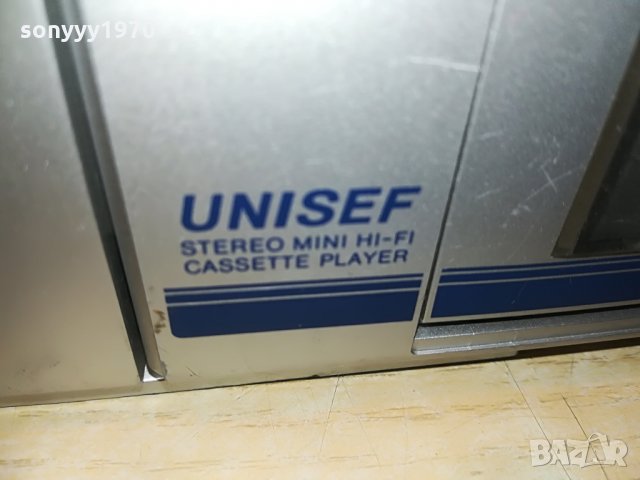 sonyyy1970
UNISEF
STEREO MINI HI-FI
CASSETTE PLAYER
BAZAR